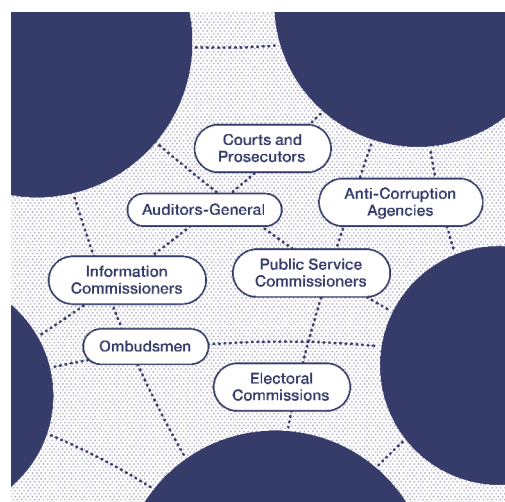 Courts and
Prosecutors
Anti-Corruption
Agencies
Auditors-General
Information
Commissioners
Public Service
Commissioners
Ombudsmen
Electoral
Commissions